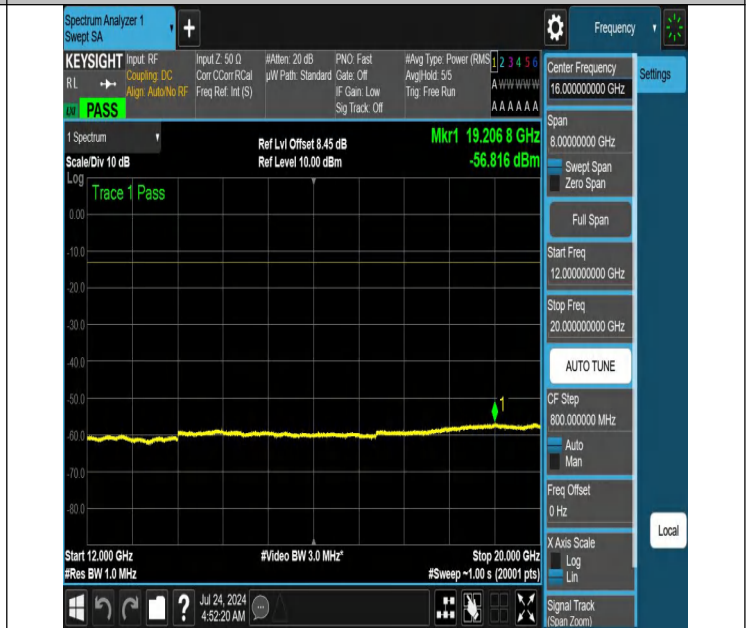 Spectrum Analyzer 1
Swept SA
+
Frequency
KEYSIGHT
RL
PASS
Input: RF
Coupling: DC
Align: Auto/No RF
Input Z: 50 Ω
Corr CCorr RCal
Freq Ref: Int (S)
#Atten: 20 dB
µW Path: Standard
PNO: Fast
Gate: Off
IF Gain: Low
Sig Track: Off
#Avg Type: Power (RMS
Avg|Hold: 5/5
Trig: Free Run
1 2 3 4 5 6
A W W W W W
A A A A A A
1 Spectrum
Scale/Div 10 dB
Ref Lvl Offset 8.45 dB
Ref Level 10.00 dBm
Mkr1 19.206 8 GHz
-56.816 dBm
Log
Trace 1 Pass
0.00
-10.0
-20.0
-30.0
-40.0
-50.0
-60.0
-70.0
-80.0
1
Start 12.000 GHz
#Res BW 1.0 MHz
#Video BW 3.0 MHz*
Stop 20.000 GHz
#Sweep ~1.00 s (20001 pts)
Jul 24, 2024
4:52:20 AM
Center Frequency
16.000000000 GHz
Settings
Span
8.00000000 GHz
Swept Span
Zero Span
Full Span
Start Freq
12.000000000 GHz
Stop Freq
20.000000000 GHz
AUTO TUNE
CF Step
800.000000 MHz
Auto
Man
Freq Offset
0 Hz
X Axis Scale
Log
Lin
Local
Signal Track
(Span Zoom)